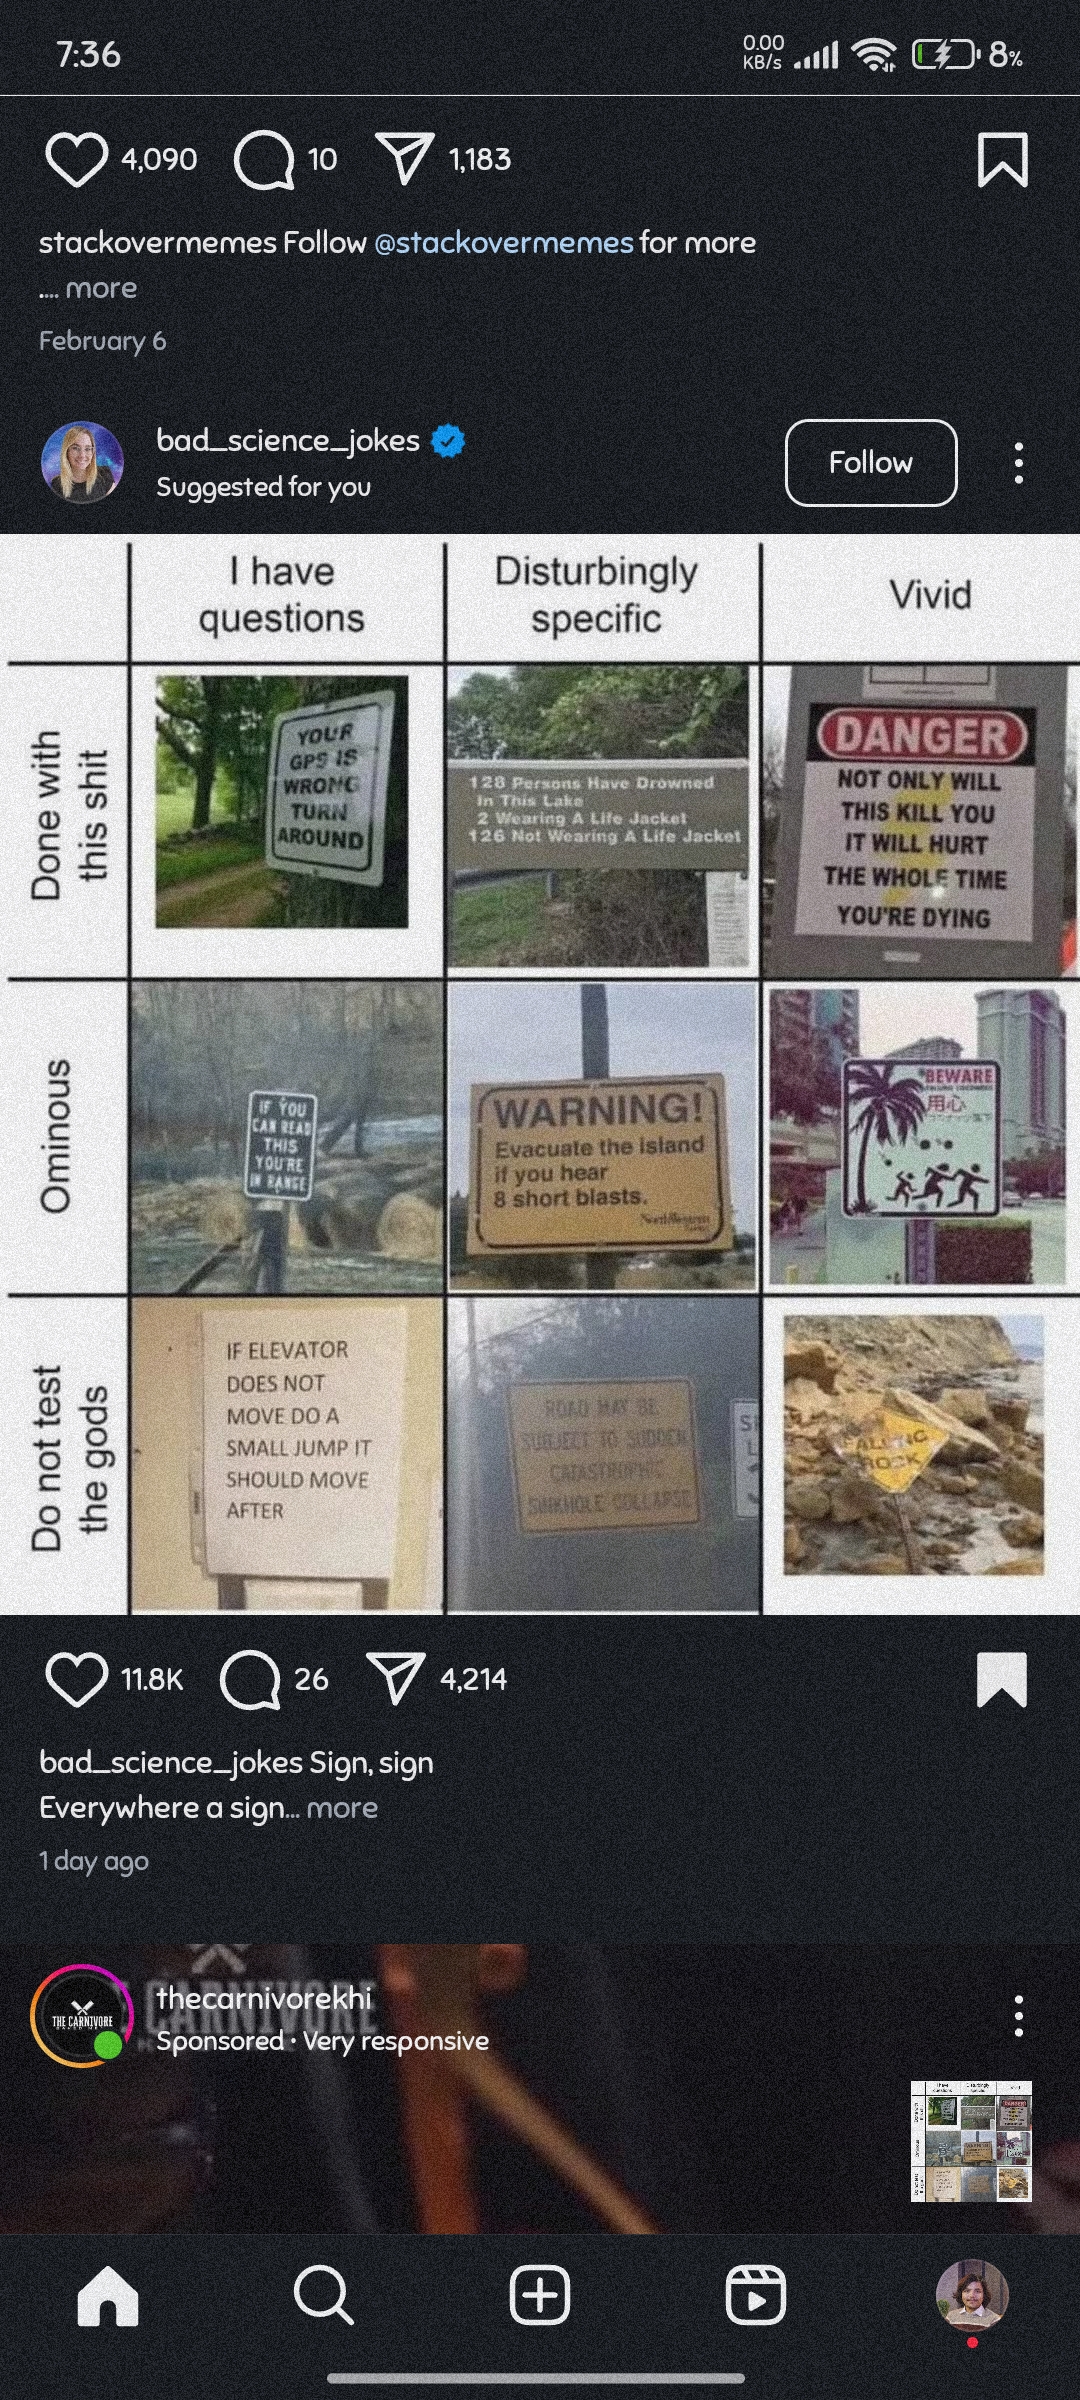 7:36
0.00
KB/s
8%
4,090
10
1,183
stackovermemes Follow @stackovermemes for more
.... more
February 6
bad_science_jokes
Suggested for you
Follow
I have
questions
Disturbingly
specific
Vivid
Done with
this shit
YOUR
GPS IS
WRONG
TURN
AROUND
128 Persons Have Drowned
In This Lake
2 Wearing A Life Jacket
126 Not Wearing A Life Jacket
DANGER
NOT ONLY WILL
THIS KILL YOU
IT WILL HURT
THE WHOLE TIME
YOU'RE DYING
Ominous
IF YOU
CAN READ
THIS
YOU'RE
IN RANGE
WARNING!
Evacuate the island
if you hear
8 short blasts.
BEWARE
用心
Do not test
the gods
IF ELEVATOR
DOES NOT
MOVE DO A
SMALL JUMP IT
SHOULD MOVE
AFTER
ROAD MAY BE
SUBJECT TO SUDDEN
CATASTROPHIC
SINKHOLE COLLAPSE
FALLING
ROCK
11.8K
26
4,214
bad_science_jokes Sign, sign
Everywhere a sign... more
1 day ago
THE CARNIVORE
CARNIVORE
thecarnivorekhi
Sponsored · Very responsive